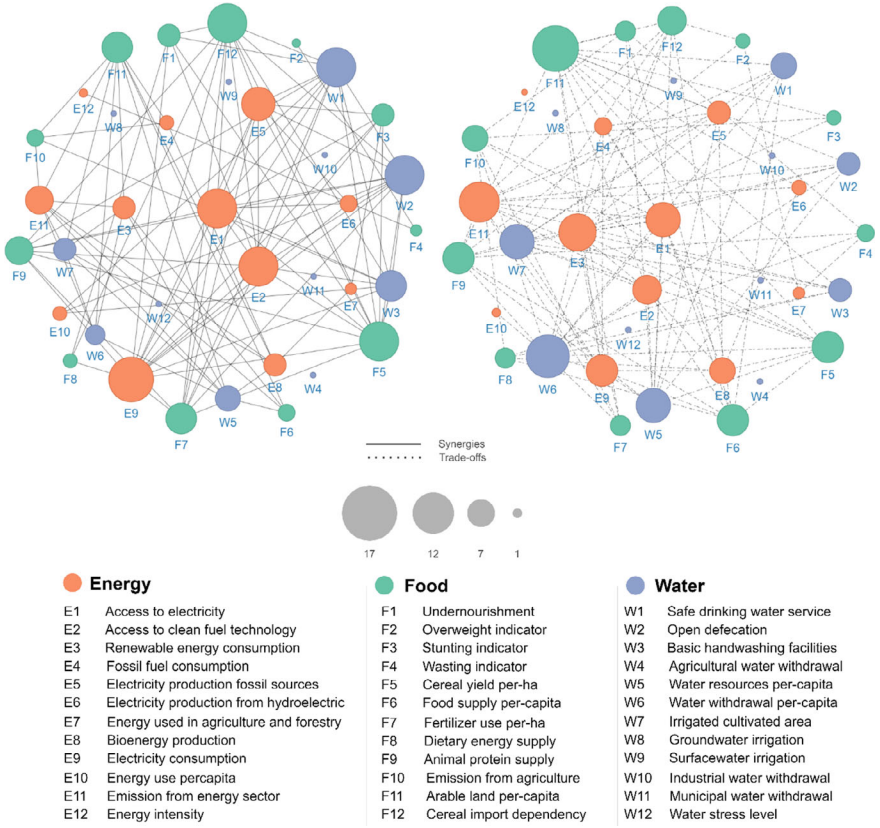 F12
F1
F2
F11
W1
W9
E12
E5
W8
E4
F3
F10
W10
W2
E11
E3
E1
E6
F4
F9
W7
E2
W11
E7
W3
E10
W12
W6
F8
F5
E8
W4
E9
W5
F7
F6
F12
F1
F2
F11
W1
W9
E12
E5
W8
E4
F3
F10
W10
W2
E6
E11
E1
F4
W7
E3
F9
W11
E2
E7
W3
E10
W12
F8
W6
F5
E9
E8
W4
W5
F7
F6
Synergies
Trade-offs
17 12 7 1
Energy
E1 Access to electricity
E2 Access to clean fuel technology
E3 Renewable energy consumption
E4 Fossil fuel consumption
E5 Electricity production fossil sources
E6 Electricity production from hydroelectric
E7 Energy used in agriculture and forestry
E8 Bioenergy production
E9 Electricity consumption
E10 Energy use percapita
E11 Emission from energy sector
E12 Energy intensity
Food
F1 Undernourishment
F2 Overweight indicator
F3 Stunting indicator
F4 Wasting indicator
F5 Cereal yield per-ha
F6 Food supply per-capita
F7 Fertilizer use per-ha
F8 Dietary energy supply
F9 Animal protein supply
F10 Emission from agriculture
F11 Arable land per-capita
F12 Cereal import dependency
Water
W1 Safe drinking water service
W2 Open defecation
W3 Basic handwashing facilities
W4 Agricultural water withdrawal
W5 Water resources per-capita
W6 Water withdrawal per-capita
W7 Irrigated cultivated area
W8 Groundwater irrigation
W9 Surfacewater irrigation
W10 Industrial water withdrawal
W11 Municipal water withdrawal
W12 Water stress level